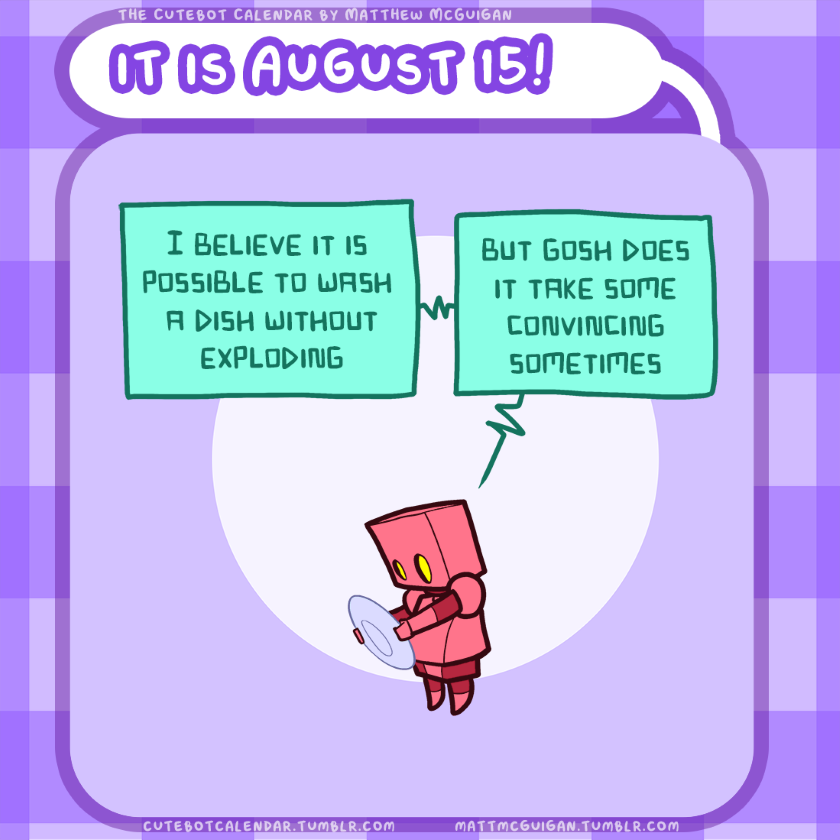 THE CUTEBOT CALENDAR BY MATTHEW MCGUIGAN
IT IS AUGUST 15!
I BELIEVE IT IS
POSSIBLE TO WASH
A DISH WITHOUT
EXPLODING
BUT GOSH DOES
IT TAKE SOME
CONVINCING
SOMETIMES
CUTEBOTCALENDAR.TUMBLR.COM
MATTMCGUIGAN.TUMBLR.COM